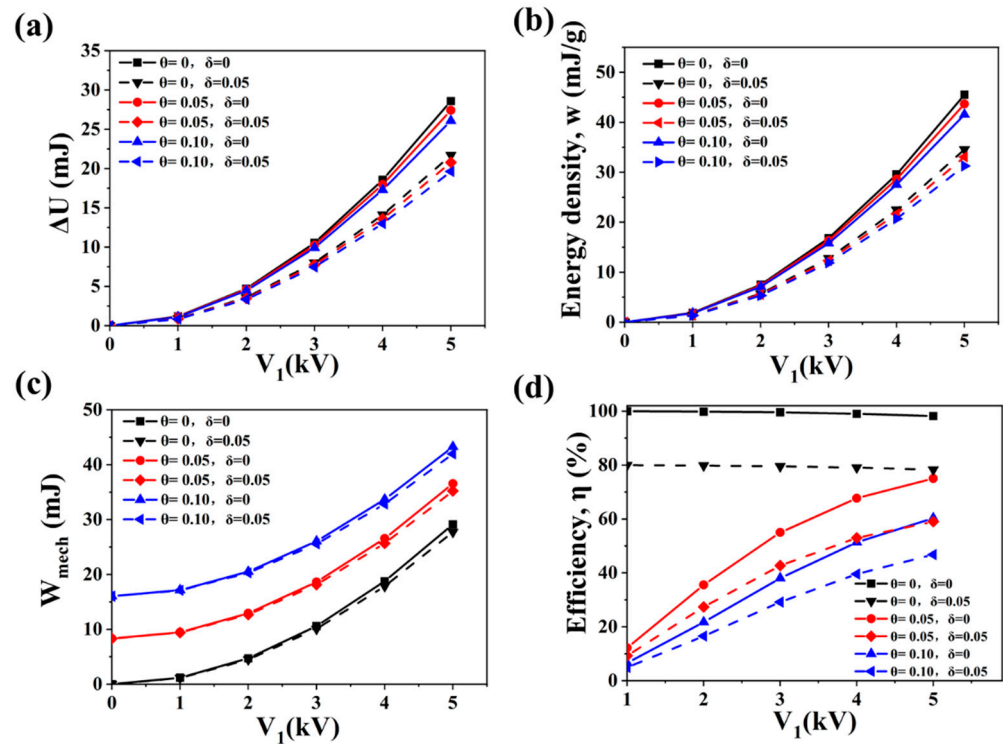 (a)
35
30
25
20
15
10
5
0
ΔU (mJ)
θ= 0, δ=0
θ= 0, δ=0.05
θ= 0.05, δ=0
θ= 0.05, δ=0.05
θ= 0.10, δ=0
θ= 0.10, δ=0.05
0 1 2 3 4 5
V1(kV)
(b)
50
40
30
20
10
0
Energy density, w (mJ/g)
θ= 0, δ=0
θ= 0, δ=0.05
θ= 0.05, δ=0
θ= 0.05, δ=0.05
θ= 0.10, δ=0
θ= 0.10, δ=0.05
0 1 2 3 4 5
V1(kV)
(c)
50
40
30
20
10
0
Wmech (mJ)
θ= 0, δ=0
θ= 0, δ=0.05
θ= 0.05, δ=0
θ= 0.05, δ=0.05
θ= 0.10, δ=0
θ= 0.10, δ=0.05
0 1 2 3 4 5
V1(kV)
(d)
100
80
60
40
20
0
Efficiency, η (%)
θ= 0, δ=0
θ= 0, δ=0.05
θ= 0.05, δ=0
θ= 0.05, δ=0.05
θ= 0.10, δ=0
θ= 0.10, δ=0.05
1 2 3 4 5
V1(kV)